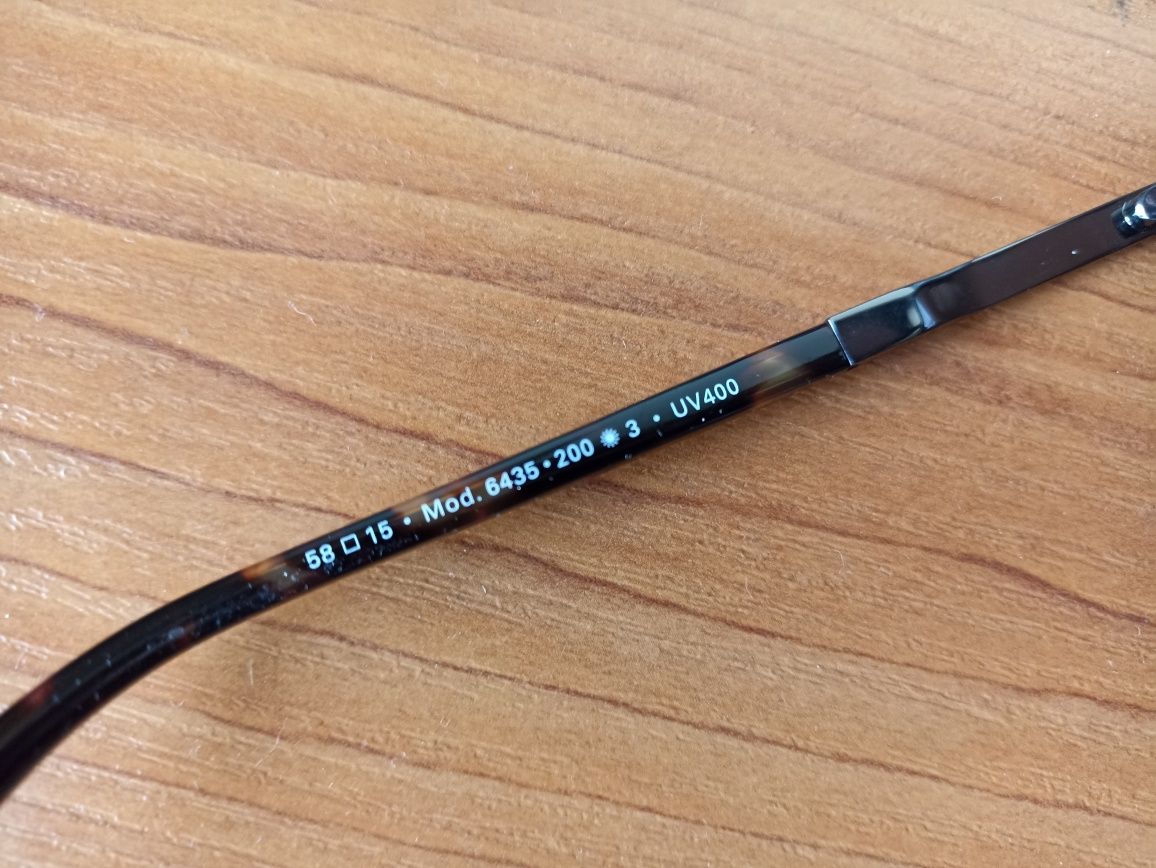 58 □ 15 • Mod. 6435 • 200 ✺ 3 • UV400